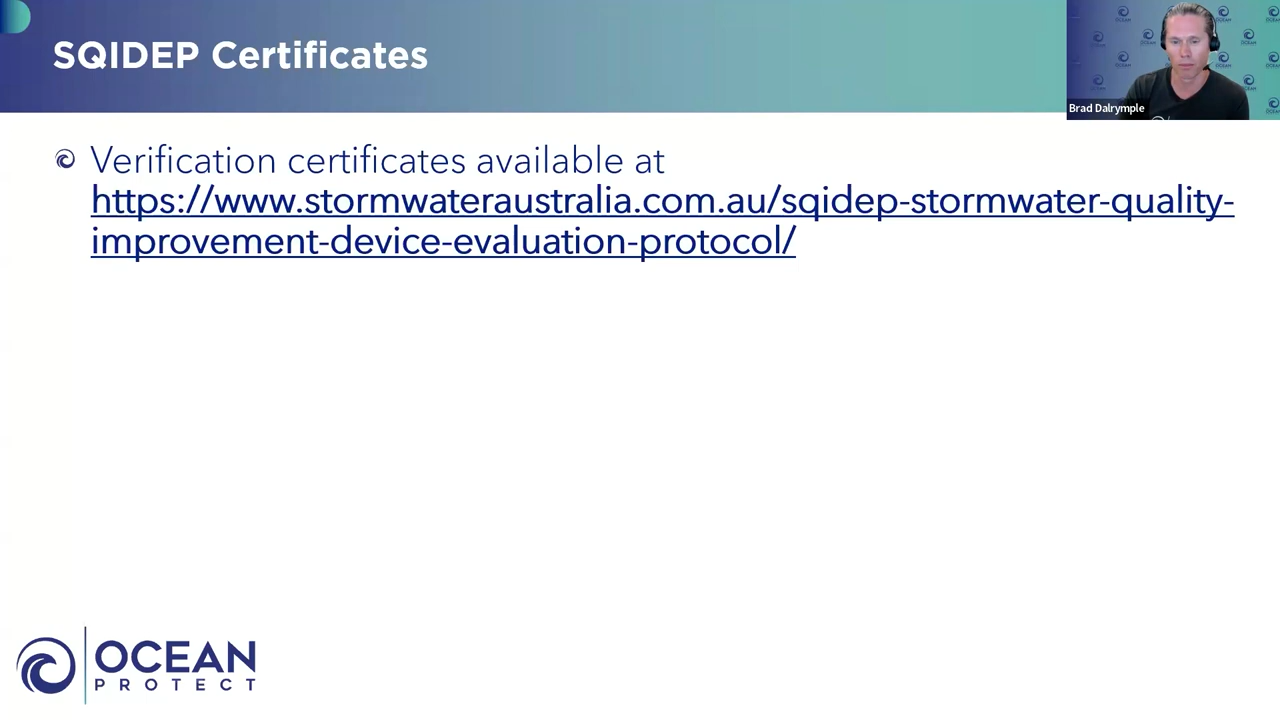 SQIDEP Certificates
Brad Dalrymple
Verification certificates available at
https://www.stormwateraustralia.com.au/sqidep-stormwater-quality-
improvement-device-evaluation-protocol/
OCEAN
PROTECT